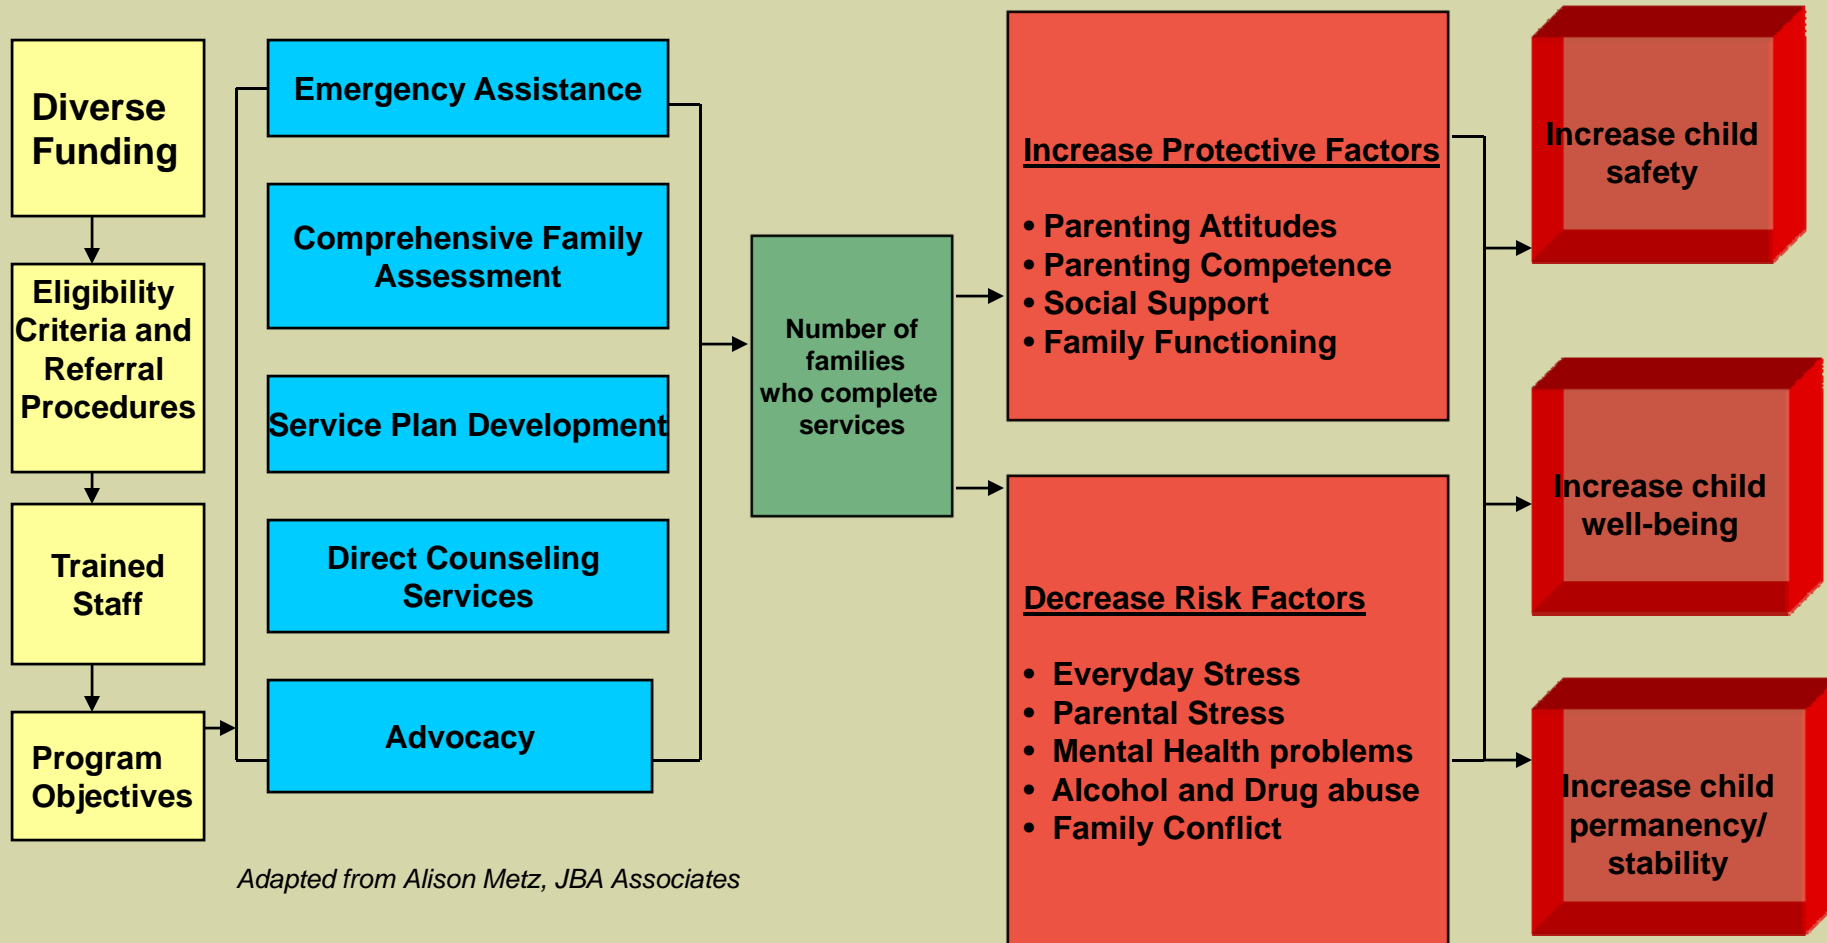 Diverse
Funding
Eligibility
Criteria and
Referral
Procedures
Trained
Staff
Program
Objectives
Emergency Assistance
Comprehensive Family
Assessment
Service Plan Development
Direct Counseling
Services
Advocacy
Number of
families
who complete
services
Increase Protective Factors
• Parenting Attitudes
• Parenting Competence
• Social Support
• Family Functioning
Decrease Risk Factors
• Everyday Stress
• Parental Stress
• Mental Health problems
• Alcohol and Drug abuse
• Family Conflict
Increase child
safety
Increase child
well-being
Increase child
permanency/
stability
Adapted from Alison Metz, JBA Associates